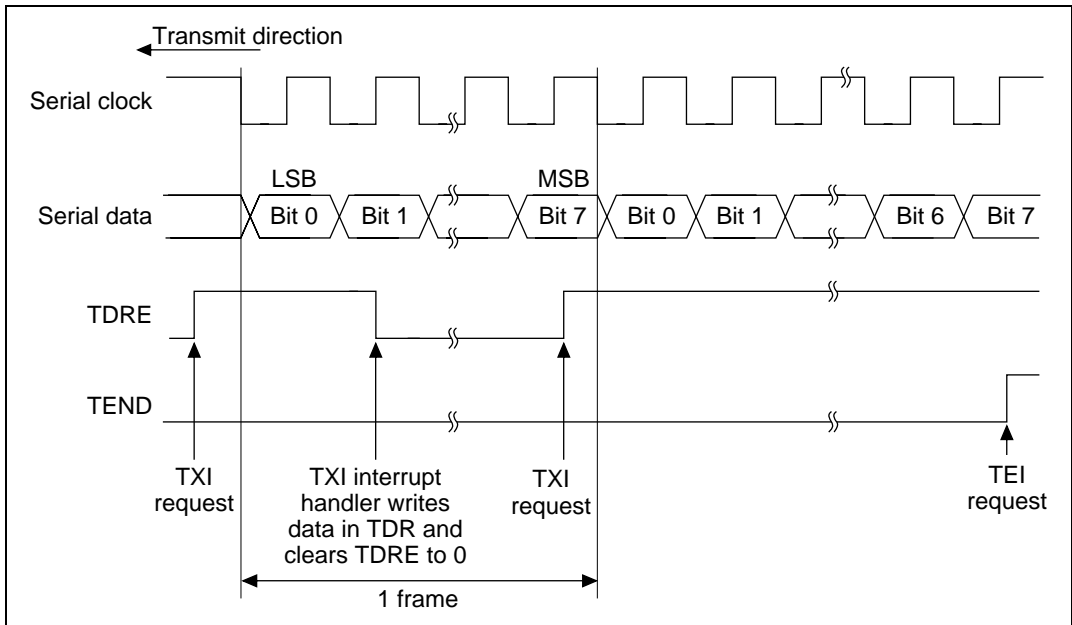 Transmit direction
Serial clock
LSB
MSB
Serial data
Bit 0
Bit 1
Bit 7
Bit 0
Bit 1
Bit 6
Bit 7
TDRE
TEND
TXI
request
TXI interrupt
handler writes
data in TDR and
clears TDRE to 0
TXI
request
TEI
request
1 frame